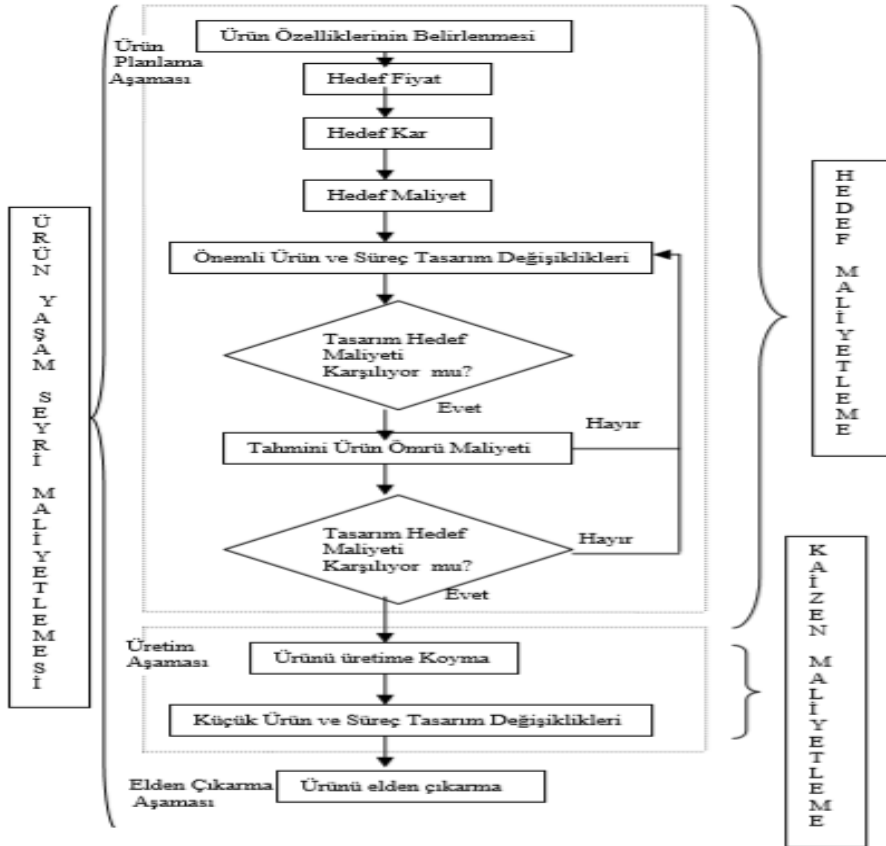 Ürün
Planlama
Aşaması
Ürün Özelliklerinin Belirlenmesi
Hedef Fiyat
Hedef Kar
Hedef Maliyet
Önemli Ürün ve Süreç Tasarım Değişiklikleri
Tasarım Hedef
Maliyeti
Karşılıyor mu?
Evet
Hayır
Tahmini Ürün Ömrü Maliyeti
Tasarım Hedef
Maliyeti
Karşılıyor mu?
Hayır
Evet
Üretim
Aşaması
Ürünü üretime Koyma
Küçük Ürün ve Süreç Tasarım Değişiklikleri
Elden Çıkarma
Aşaması
Ürünü elden çıkarma
ÜRÜN YAŞAM SEYRİ MALİYETLEMESİ
HEDEF MALİYETLEME
KAİZEN MALİYETLEME